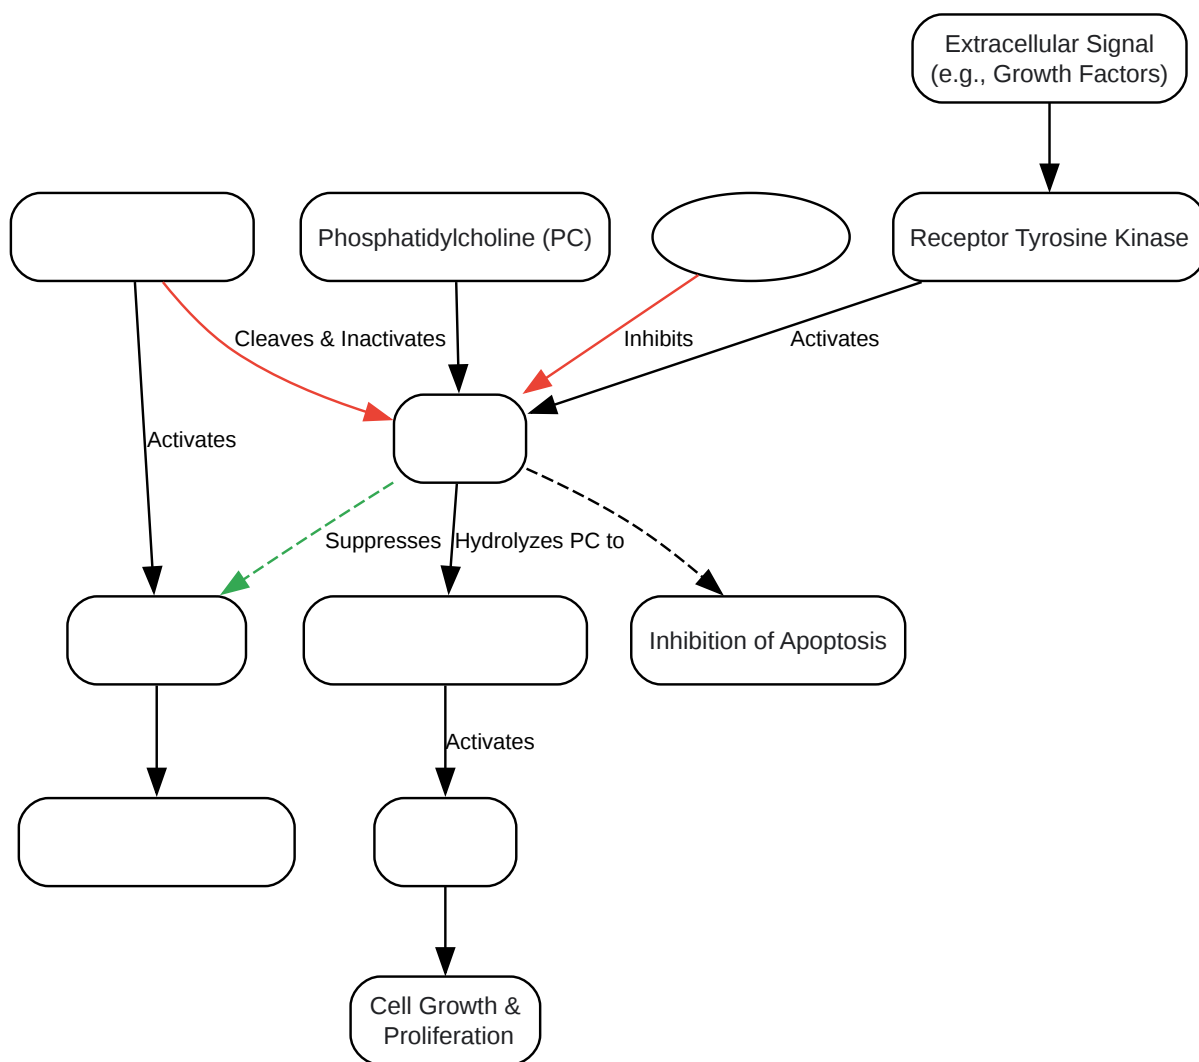 Extracellular Signal
(e.g., Growth Factors)
Phosphatidylcholine (PC)
Receptor Tyrosine Kinase
Cleaves & Inactivates
Inhibits
Activates
Activates
Suppresses
Hydrolyzes PC to
Inhibition of Apoptosis
Activates
Cell Growth &
Proliferation